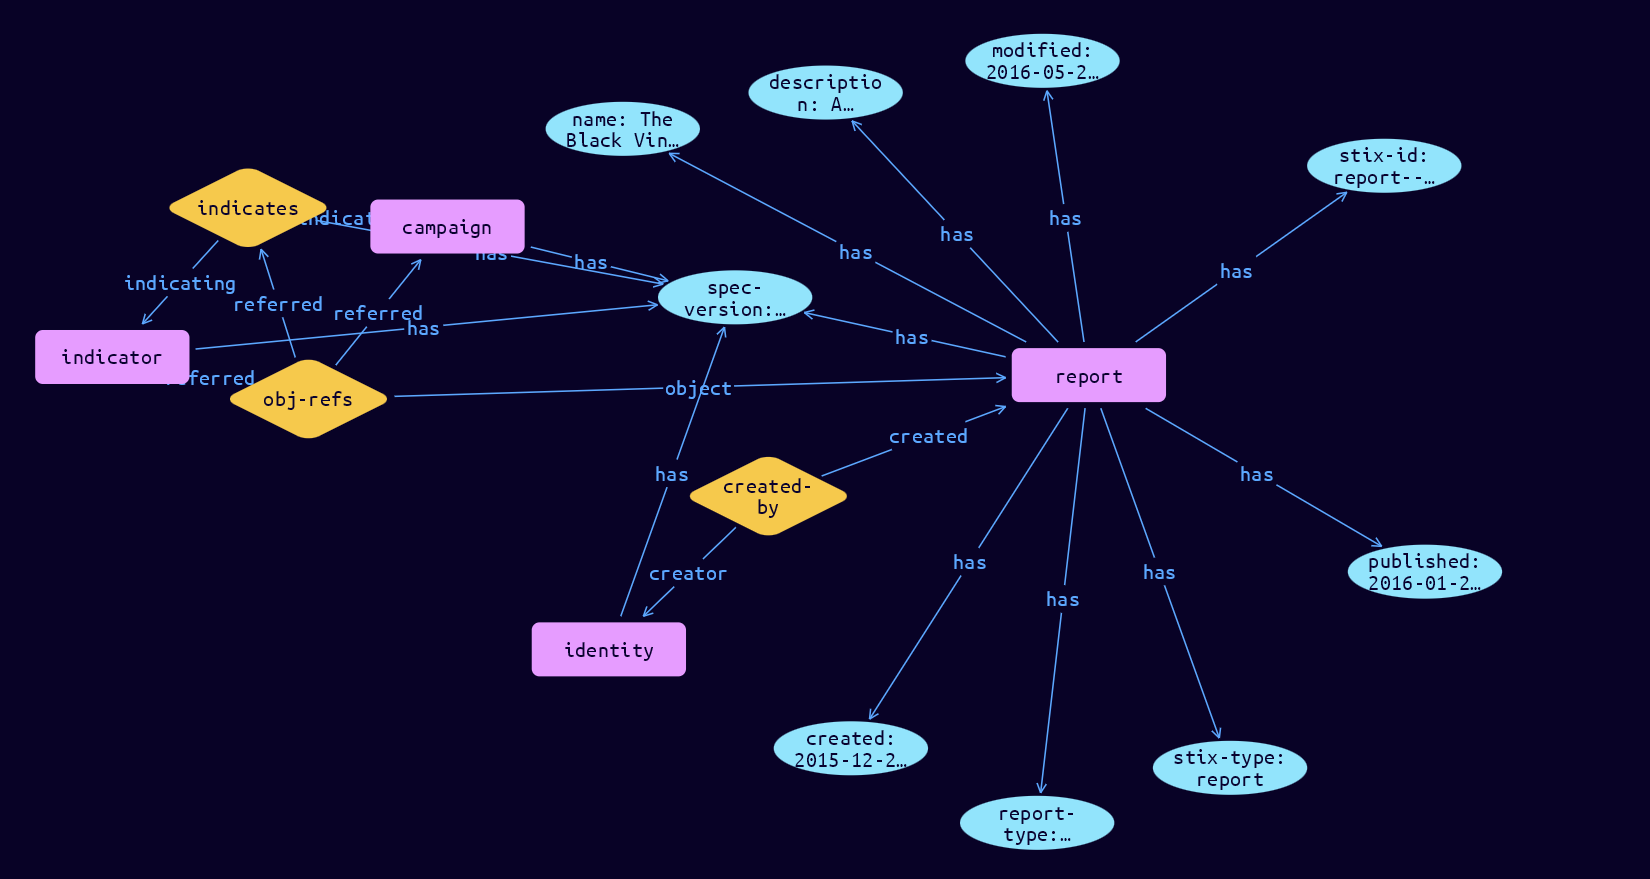 modified:
2016-05-2…
descriptio
n: A…
name: The
Black Vin…
stix-id:
report--…
indicates
campaign
has
has
has
has
has
has
indicating
referred
referred
has
spec-
version:…
has
indicator
obj-refs
object
report
created
has
created-
by
has
creator
identity
has
has
has
published:
2016-01-2…
created:
2015-12-2…
stix-type:
report
report-
type:…